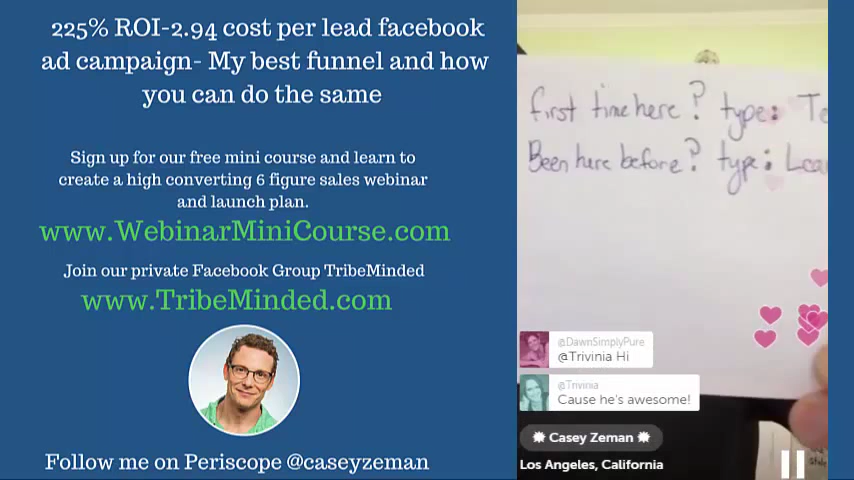 225% ROI-2.94 cost per lead facebook
ad campaign- My best funnel and how
you can do the same
Sign up for our free mini course and learn to
create a high converting 6 figure sales webinar
and launch plan.
www.WebinarMiniCourse.com
Join our private Facebook Group TribeMinded
www.TribeMinded.com
Follow me on Periscope @caseyzeman
first time here? type:
Been here before? type:
@DawnSimplyPure
@Trivinia Hi
@Trivinia
Cause he's awesome!
Casey Zeman
Los Angeles, California